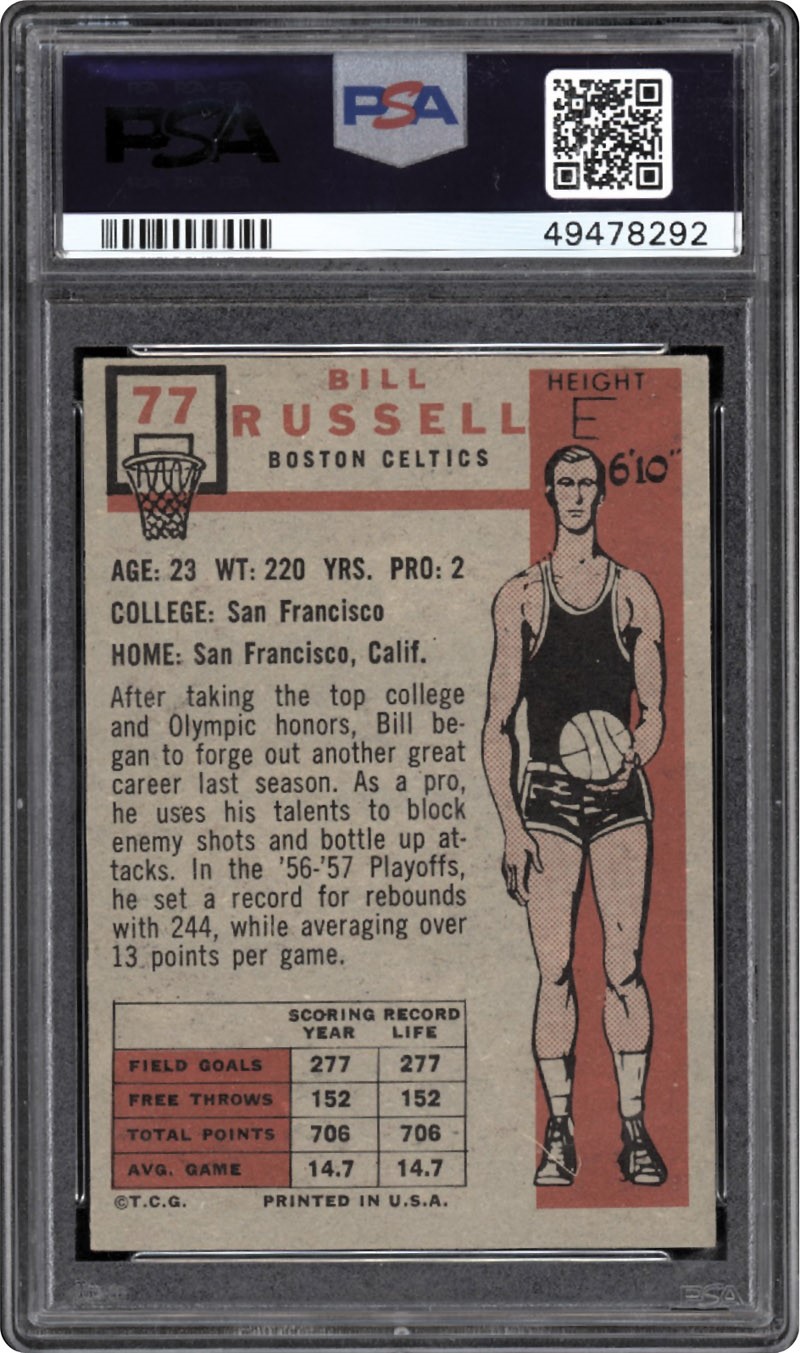 PSA
PSA
49478292
77
BILL
RUSSELL
BOSTON CELTICS
HEIGHT
E
6'10"
AGE: 23 WT: 220 YRS. PRO: 2
COLLEGE: San Francisco
HOME: San Francisco, Calif.
After taking the top college
and Olympic honors, Bill be-
gan to forge out another great
career last season. As a pro,
he uses his talents to block
enemy shots and bottle up at-
tacks. In the '56-'57 Playoffs,
he set a record for rebounds
with 244, while averaging over
13 points per game.
SCORING RECORD
YEAR LIFE
FIELD GOALS 277 277
FREE THROWS 152 152
TOTAL POINTS 706 706
AVG. GAME 14.7 14.7
©T.C.G. PRINTED IN U.S.A.
PSA